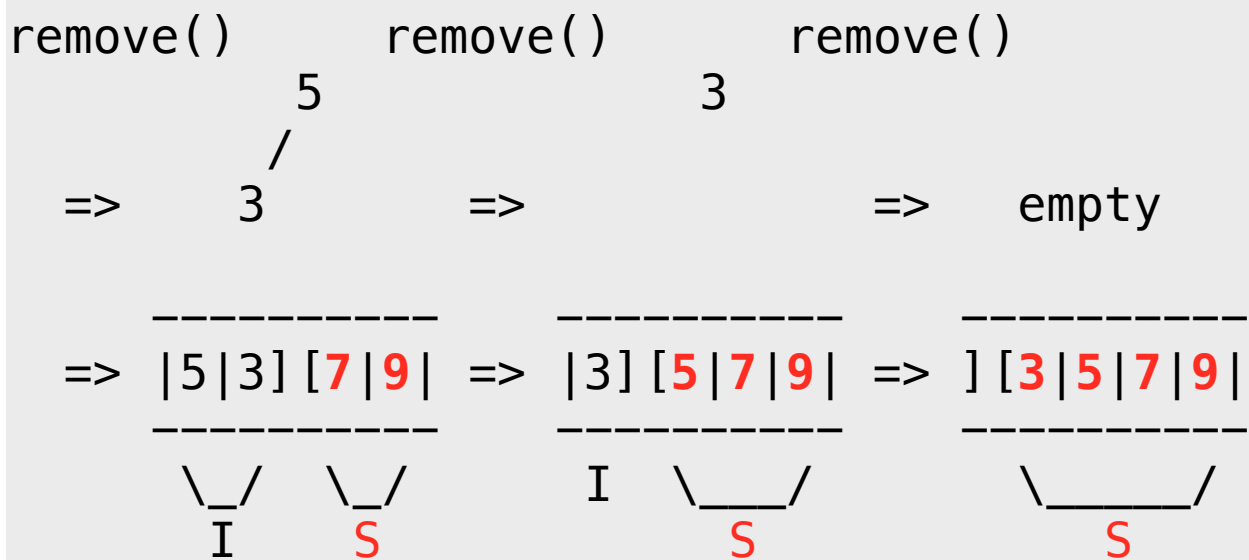 remove()     remove()      remove()
          5             3
         /
  =>    3       =>            =>   empty
     ----------    ----------    ----------
  => |5|3][7|9| => |3][5|7|9| => ][3|5|7|9|
     ----------    ----------    ----------
      \_/  \_/      I  \___/       \_____/
       I    S            S            S